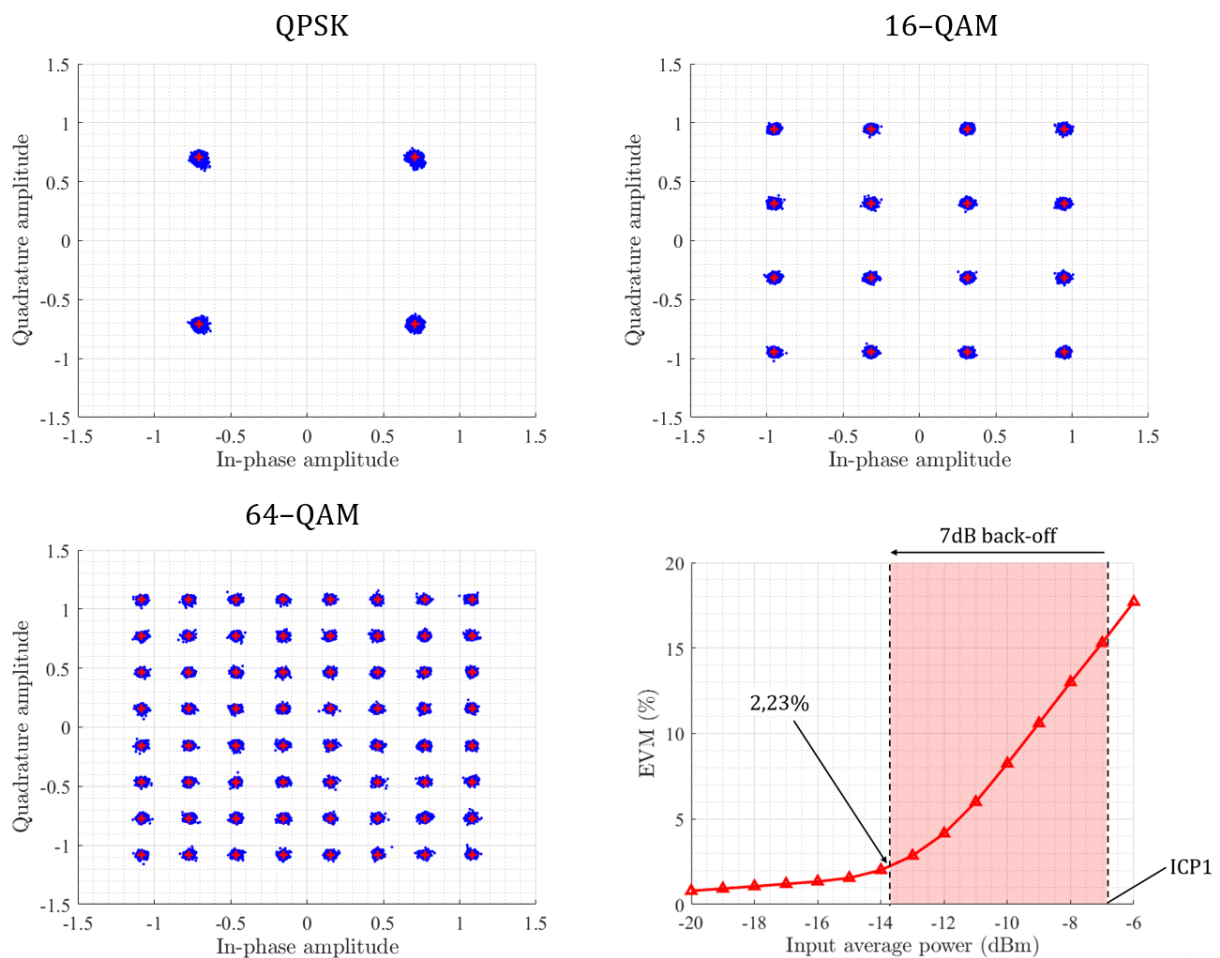 QPSK
1.5
1
0.5
0
-0.5
-1
-1.5
Quadrature amplitude
-1.5 -1 -0.5 0 0.5 1 1.5
In-phase amplitude
16–QAM
1.5
1
0.5
0
-0.5
-1
-1.5
Quadrature amplitude
-1.5 -1 -0.5 0 0.5 1 1.5
In-phase amplitude
64–QAM
1.5
1
0.5
0
-0.5
-1
-1.5
Quadrature amplitude
-1.5 -1 -0.5 0 0.5 1 1.5
In-phase amplitude
7dB back-off
20
15
10
5
0
EVM (%)
2,23%
ICP1
-20 -18 -16 -14 -12 -10 -8 -6
Input average power (dBm)